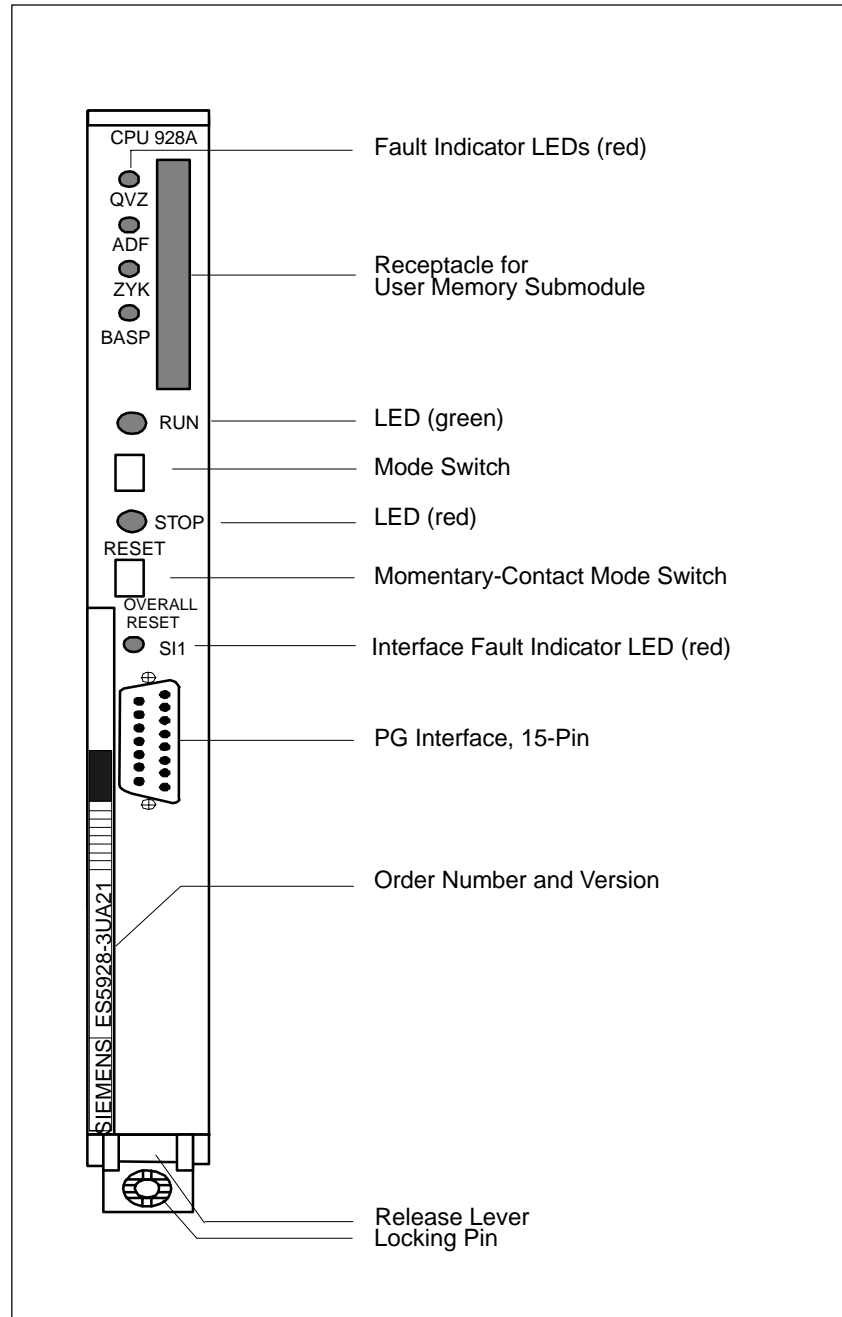 CPU 928A
Fault Indicator LEDs (red)
QVZ
ADF
ZYK
BASP
Receptacle for
User Memory Submodule
RUN
LED (green)
Mode Switch
STOP
LED (red)
RESET
Momentary-Contact Mode Switch
OVERALL
RESET
SI1
Interface Fault Indicator LED (red)
PG Interface, 15-Pin
Order Number and Version
SIEMENS ES5928-3UA21
Release Lever
Locking Pin